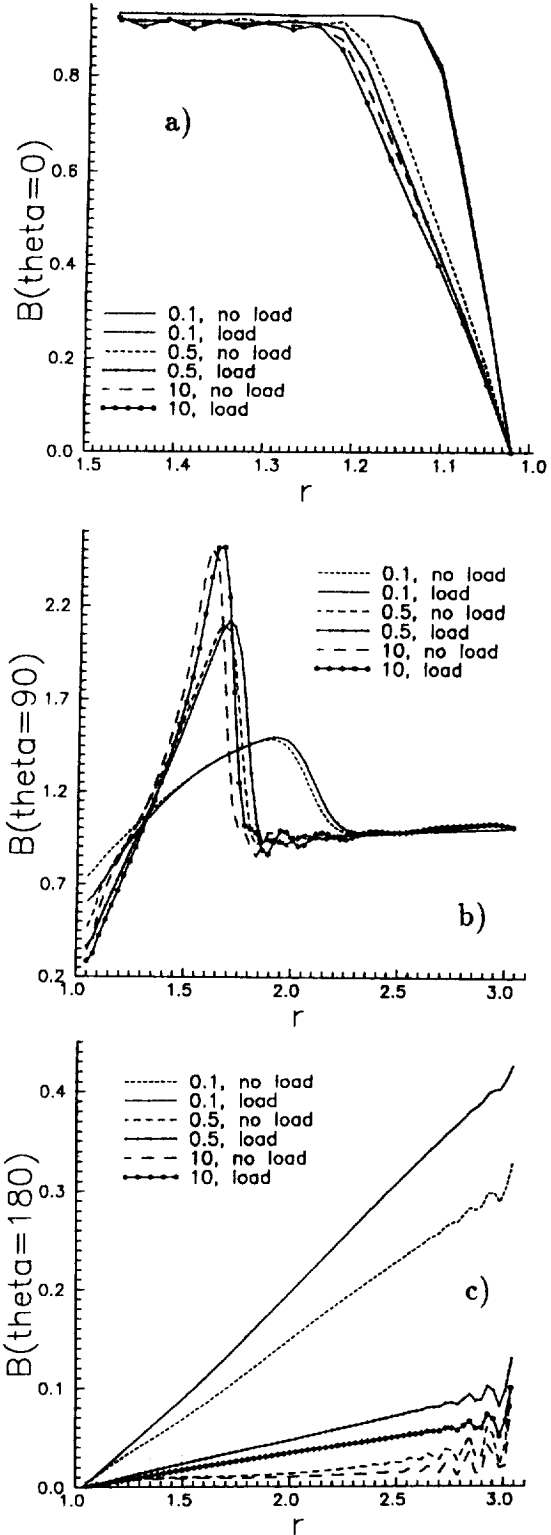 B(theta=0)
0.8
0.6
0.4
0.2
0.0
a)
0.1, no load
0.1, load
0.5, no load
0.5, load
10, no load
10, load
1.5 1.4 1.3 1.2 1.1 1.0
r
B(theta=90)
2.2
1.7
1.2
0.7
0.2
0.1, no load
0.1, load
0.5, no load
0.5, load
10, no load
10, load
b)
1.0 1.5 2.0 2.5 3.0
r
B(theta=180)
0.4
0.3
0.2
0.1
0.0
0.1, no load
0.1, load
0.5, no load
0.5, load
10, no load
10, load
c)
1.0 1.5 2.0 2.5 3.0
r